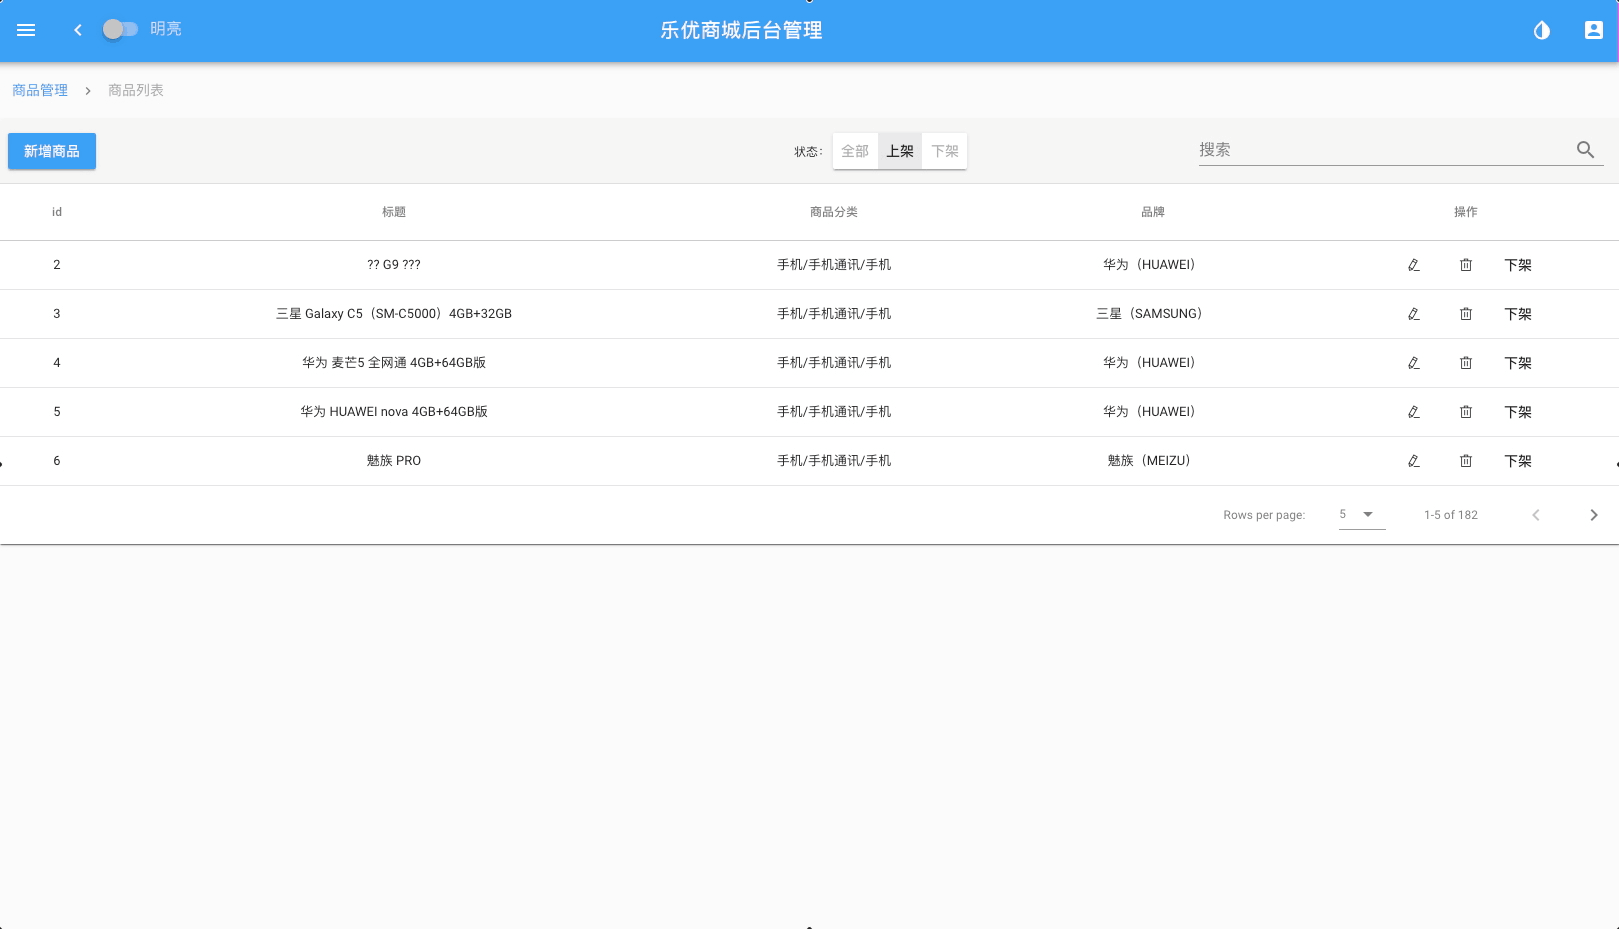 明亮
乐优商城后台管理
商品管理 › 商品列表
新增商品
状态：
全部 上架 下架
搜索
id 标题 商品分类 品牌 操作
2 ?? G9 ??? 手机/手机通讯/手机 华为（HUAWEI） 下架
3 三星 Galaxy C5（SM-C5000）4GB+32GB 手机/手机通讯/手机 三星（SAMSUNG） 下架
4 华为 麦芒5 全网通 4GB+64GB版 手机/手机通讯/手机 华为（HUAWEI） 下架
5 华为 HUAWEI nova 4GB+64GB版 手机/手机通讯/手机 华为（HUAWEI） 下架
6 魅族 PRO 手机/手机通讯/手机 魅族（MEIZU） 下架
Rows per page: 5 1-5 of 182